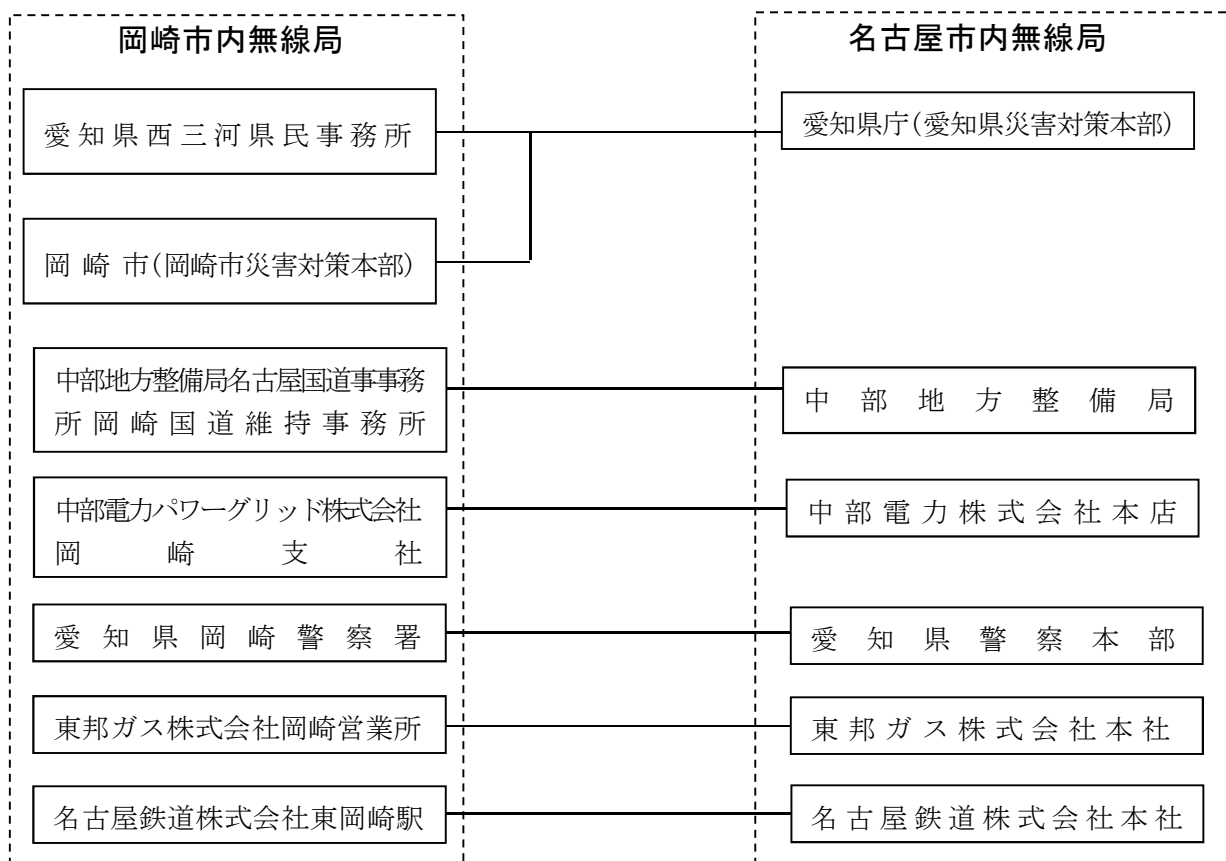 岡崎市内無線局
名古屋市内無線局
愛知県西三河県民事務所
愛知県庁(愛知県災害対策本部)
岡崎市(岡崎市災害対策本部)
中部地方整備局名古屋国道事事務
所岡崎国道維持事務所
中部地方整備局
中部電力パワーグリッド株式会社
岡崎支社
中部電力株式会社本店
愛知県岡崎警察署
愛知県警察本部
東邦ガス株式会社岡崎営業所
東邦ガス株式会社本社
名古屋鉄道株式会社東岡崎駅
名古屋鉄道株式会社本社